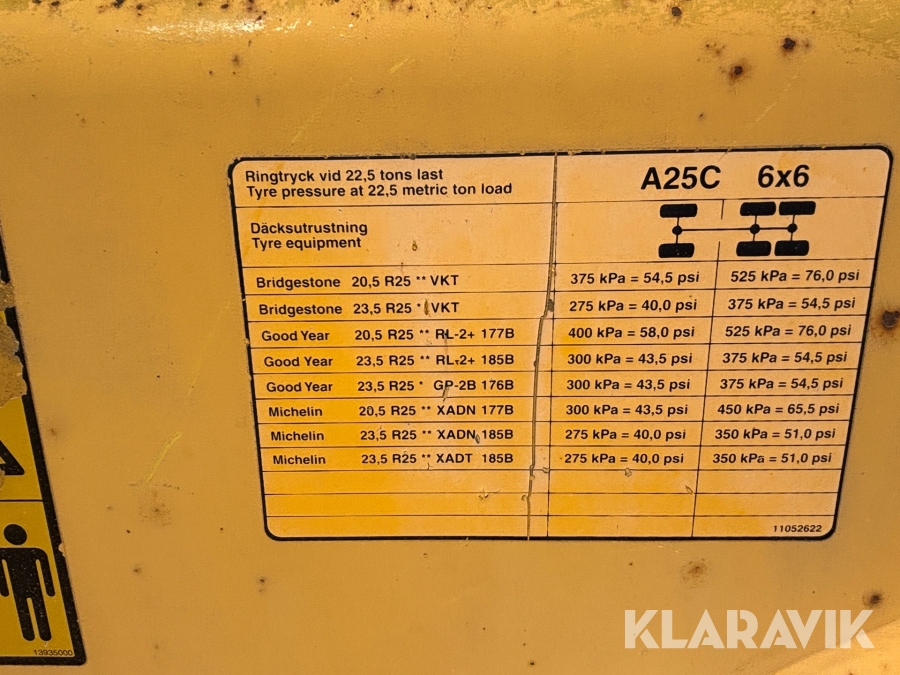 Ringtryck vid 22,5 tons last
Tyre pressure at 22,5 metric ton load
A25C 6x6
Däcksutrustning
Tyre equipment
Bridgestone 20,5 R25 ** VKT 375 kPa = 54,5 psi 525 kPa = 76,0 psi
Bridgestone 23,5 R25 * VKT 275 kPa = 40,0 psi 375 kPa = 54,5 psi
Good Year 20,5 R25 ** RL-2+ 177B 400 kPa = 58,0 psi 525 kPa = 76,0 psi
Good Year 23,5 R25 ** RL-2+ 185B 300 kPa = 43,5 psi 375 kPa = 54,5 psi
Good Year 23,5 R25 * GP-2B 176B 300 kPa = 43,5 psi 375 kPa = 54,5 psi
Michelin 20,5 R25 ** XADN 177B 300 kPa = 43,5 psi 450 kPa = 65,5 psi
Michelin 23,5 R25 ** XADN 185B 275 kPa = 40,0 psi 350 kPa = 51,0 psi
Michelin 23,5 R25 ** XADT 185B 275 kPa = 40,0 psi 350 kPa = 51,0 psi
11052622
13935000
KLARAVIK